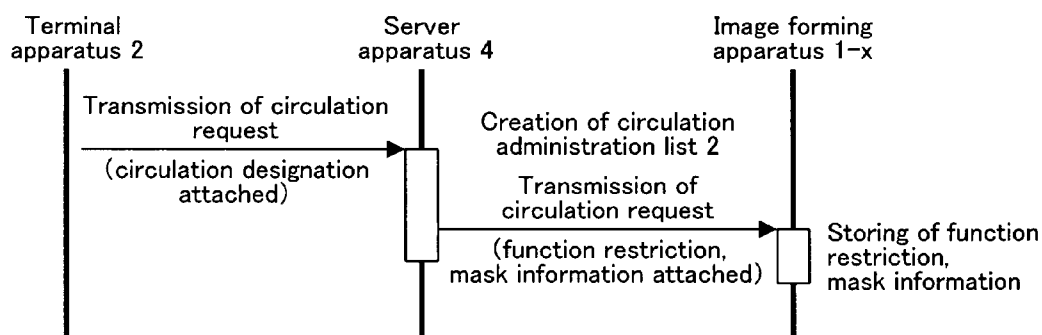 Terminal
apparatus 2
Server
apparatus 4
Image forming
apparatus 1-x
Transmission of circulation
request
(circulation designation
attached)
Creation of circulation
administration list 2
Transmission of
circulation request
(function restriction,
mask information attached)
Storing of function
restriction,
mask information